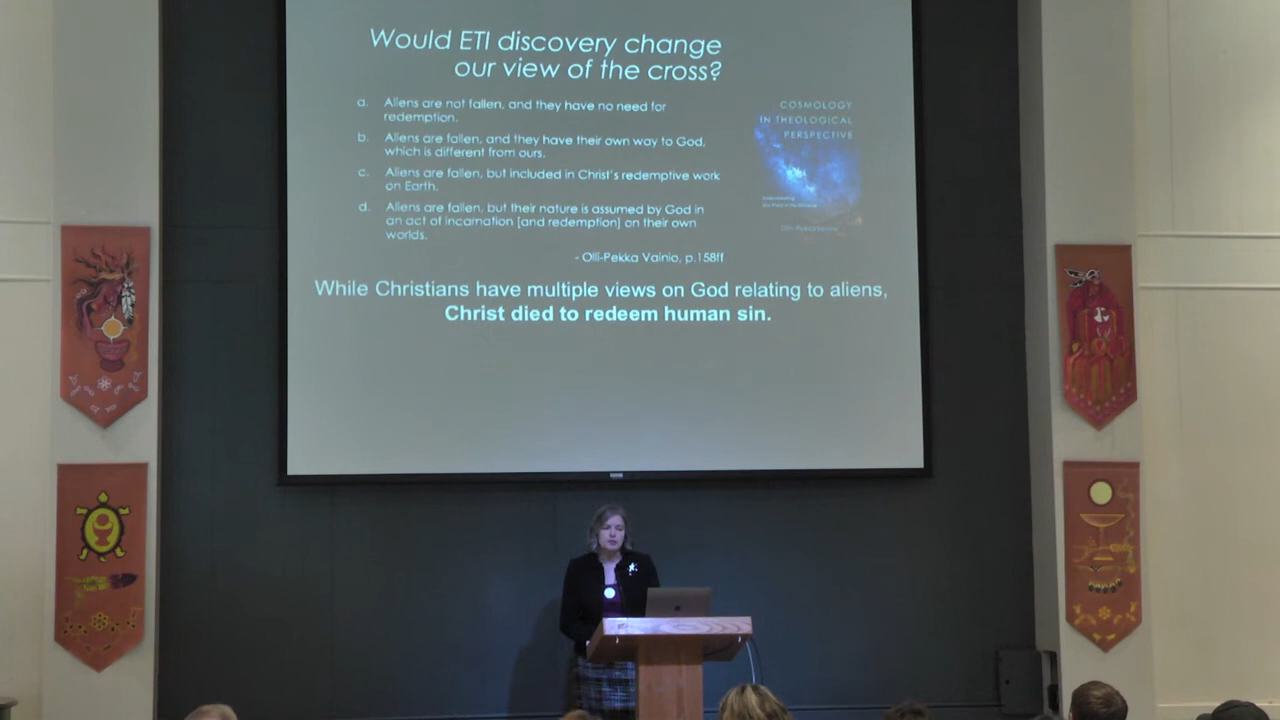 Would ETI discovery change
our view of the cross?
a. Aliens are not fallen, and they have no need for
redemption.
b. Aliens are fallen, and they have their own way to God,
which is different from ours.
c. Aliens are fallen, but included in Christ's redemptive work
on Earth.
d. Aliens are fallen, but their nature is assumed by God in
an act of incarnation [and redemption] on their own
worlds.
- Olli-Pekka Vainio, p.158ff
COSMOLOGY
IN THEOLOGICAL
PERSPECTIVE
Olli-Pekka Vainio
While Christians have multiple views on God relating to aliens,
Christ died to redeem human sin.